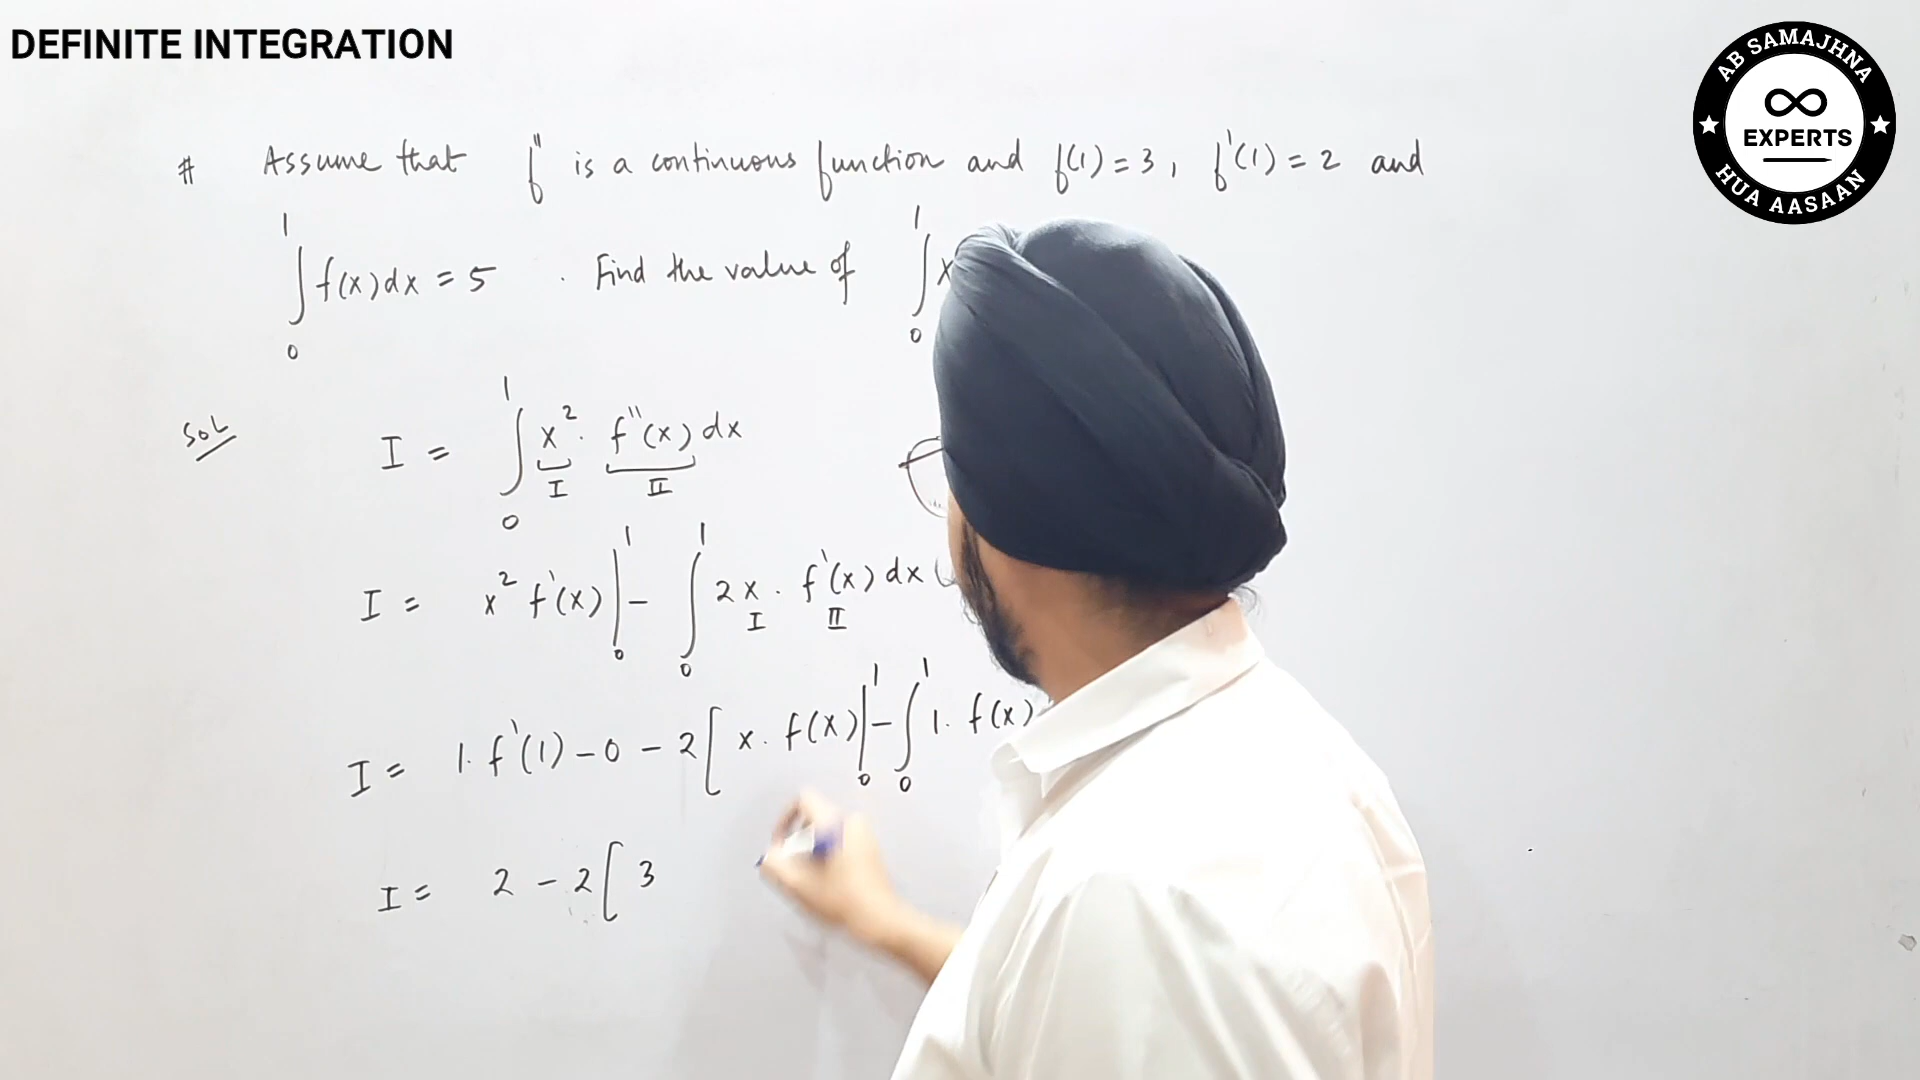 DEFINITE INTEGRATION
AB SAMAJHNA
∞
EXPERTS
HUA AASAAN
# Assume that f'' is a continuous function and f(1) = 3, f'(1) = 2 and
∫₀¹ f(x)dx = 5 . Find the value of ∫₀¹ x
Sol I = ∫₀¹ x² . f''(x) dx
I II
I = x² f'(x)|₀¹ – ∫₀¹ 2x . f'(x) dx
I II
I = 1. f'(1) – 0 – 2[ x. f(x)|₀¹ – ∫₀¹ 1. f(x)
I = 2 – 2[ 3